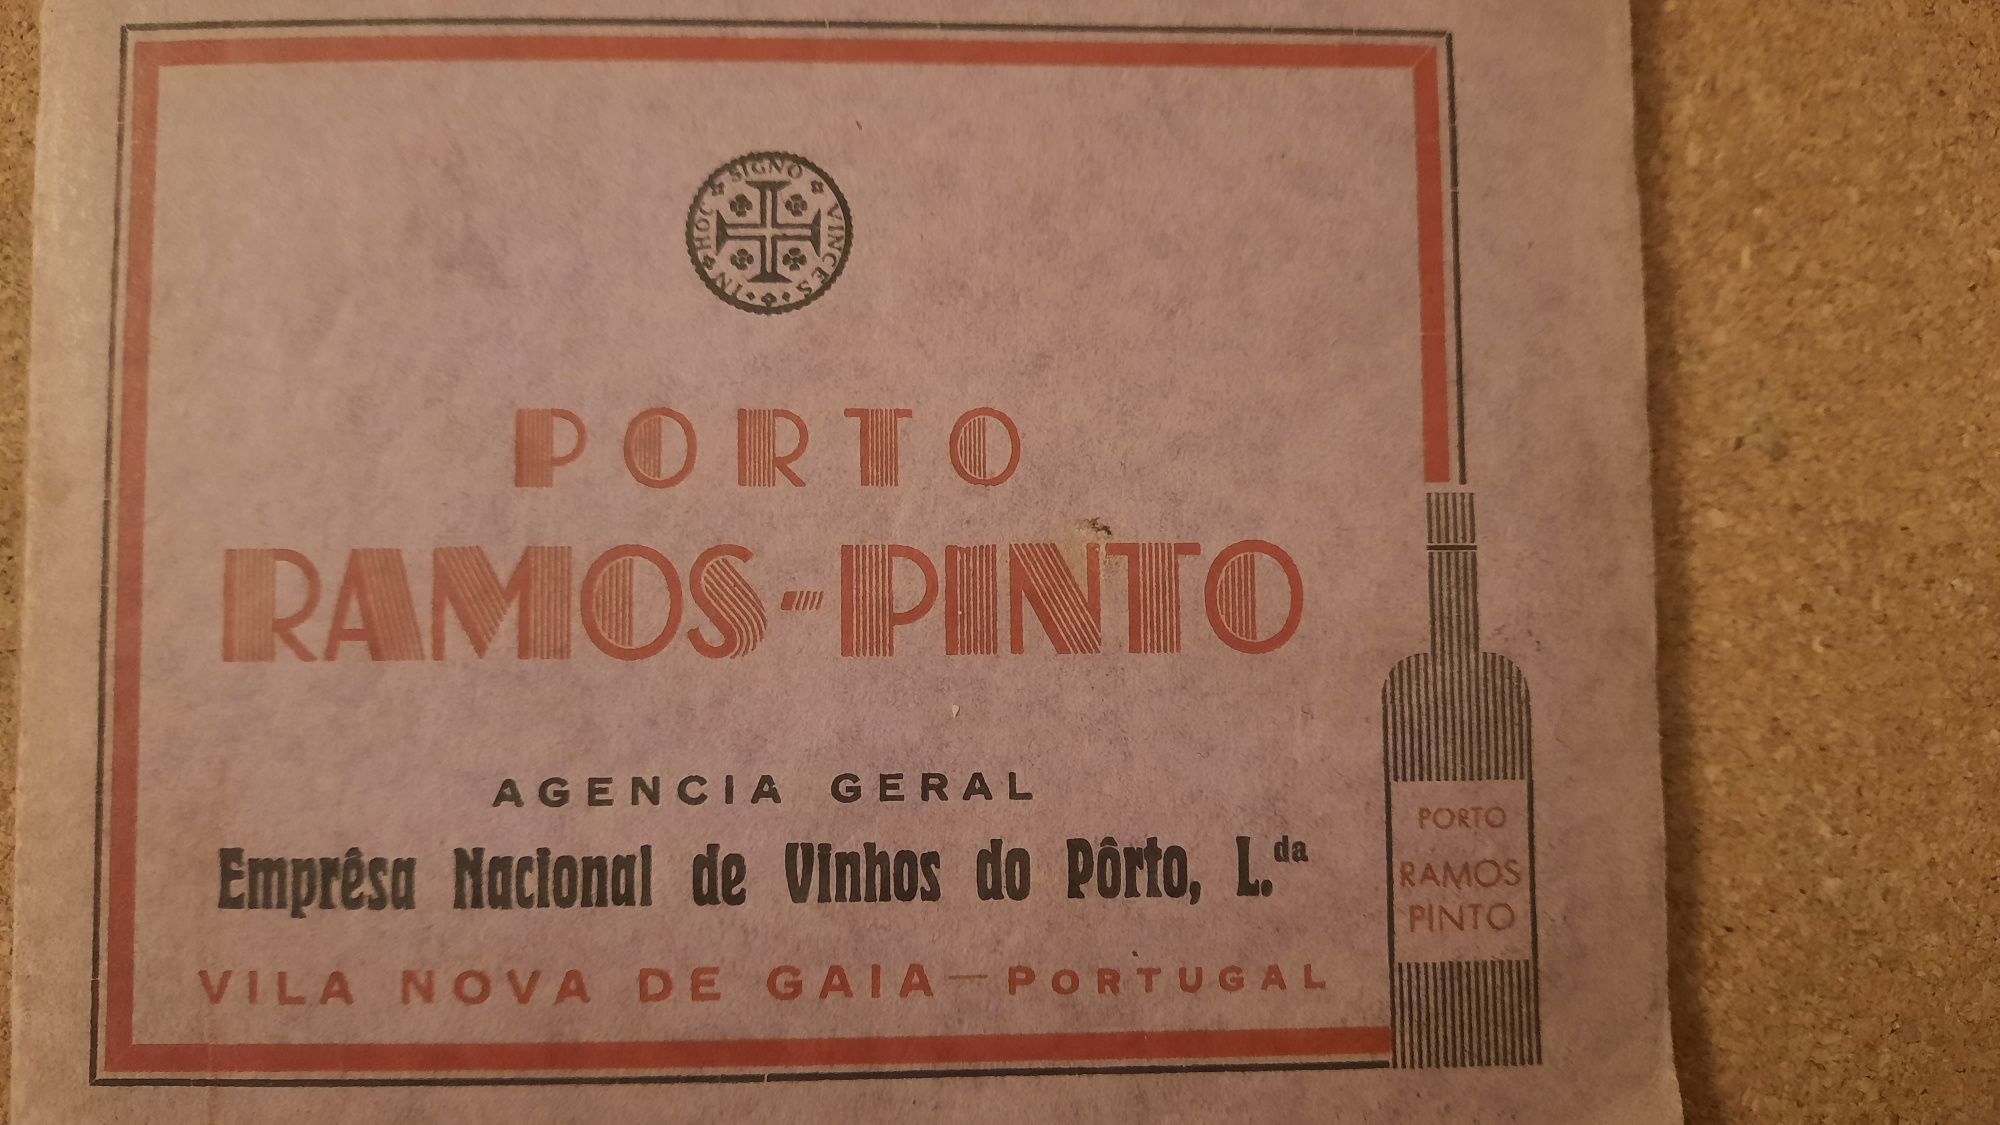 IN HOC SIGNO VINCES
PORTO
RAMOS-PINTO
AGENCIA GERAL
Emprêsa Nacional de Vinhos do Pôrto, L.da
VILA NOVA DE GAIA—PORTUGAL
PORTO
RAMOS
PINTO